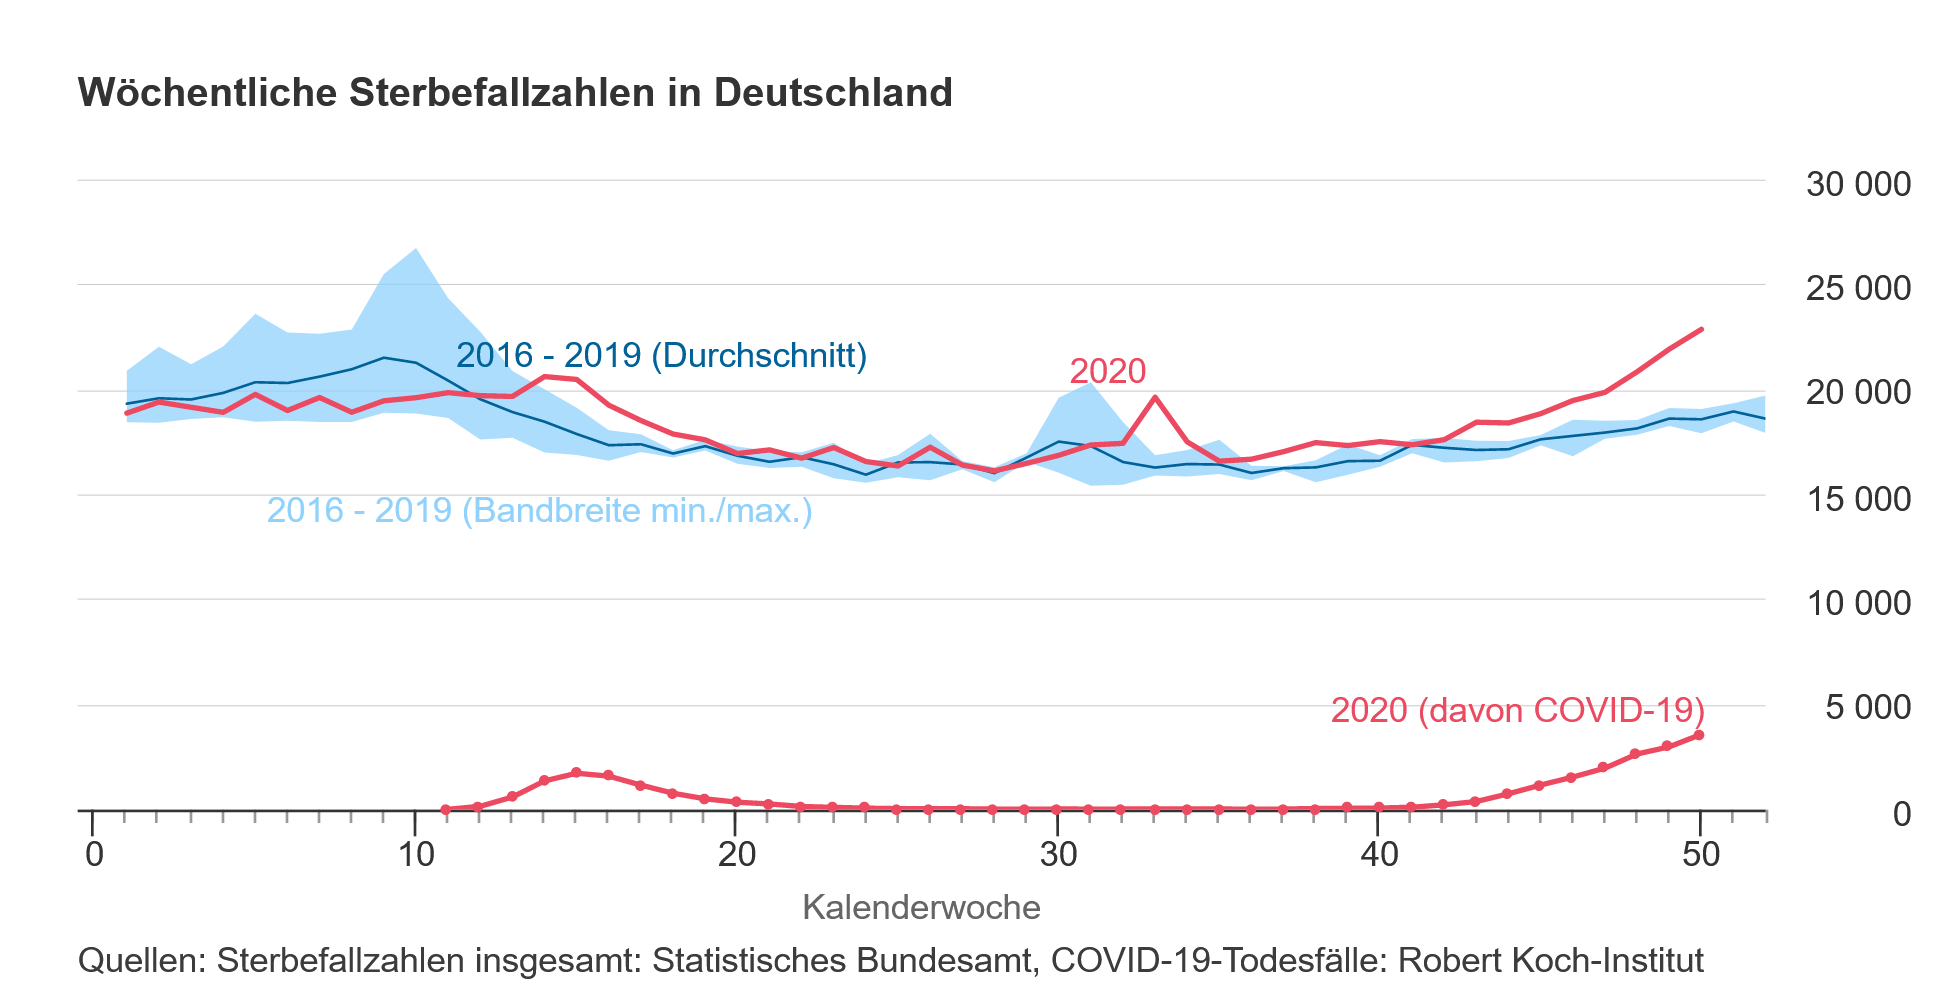 Wöchentliche Sterbefallzahlen in Deutschland
30 000
25 000
2016 - 2019 (Durchschnitt)
2020
20 000
2016 - 2019 (Bandbreite min./max.)
15 000
10 000
2020 (davon COVID-19)
5 000
0
0 10 20 30 40 50
Kalenderwoche
Quellen: Sterbefallzahlen insgesamt: Statistisches Bundesamt, COVID-19-Todesfälle: Robert Koch-Institut